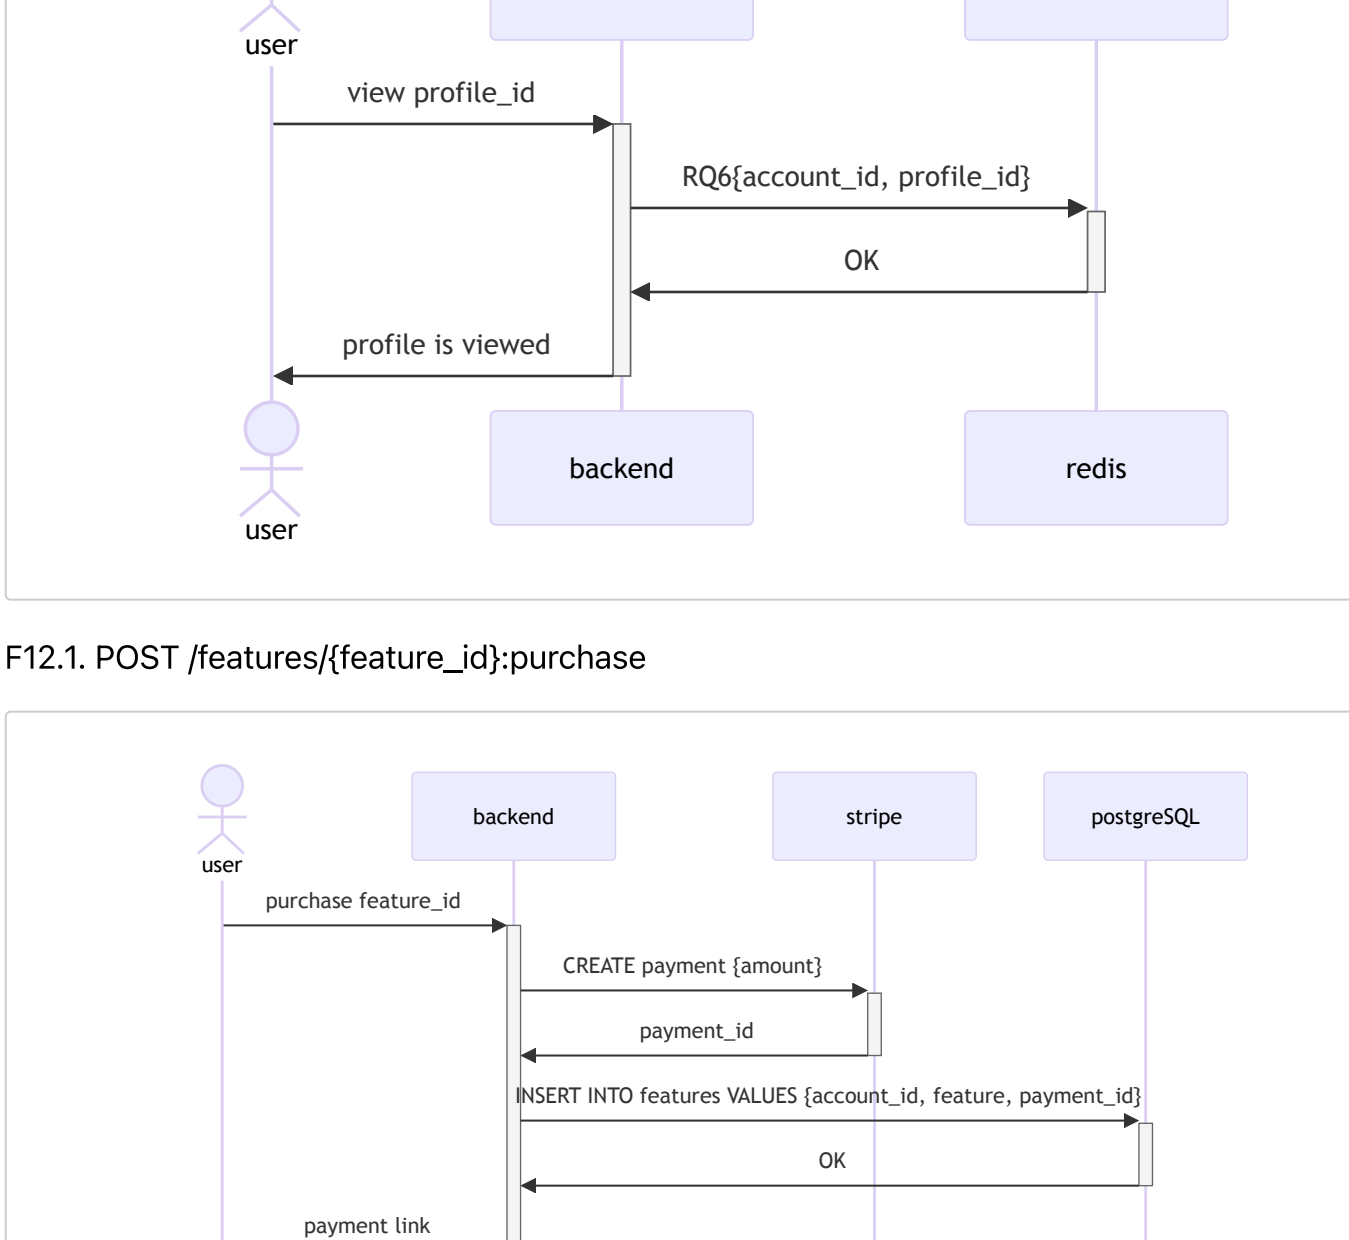 user
view profile_id
RQ6{account_id, profile_id}
OK
profile is viewed
user
backend
redis
F12.1. POST /features/{feature_id}:purchase
user
backend
stripe
postgreSQL
purchase feature_id
CREATE payment {amount}
payment_id
INSERT INTO features VALUES {account_id, feature, payment_id}
OK
payment link